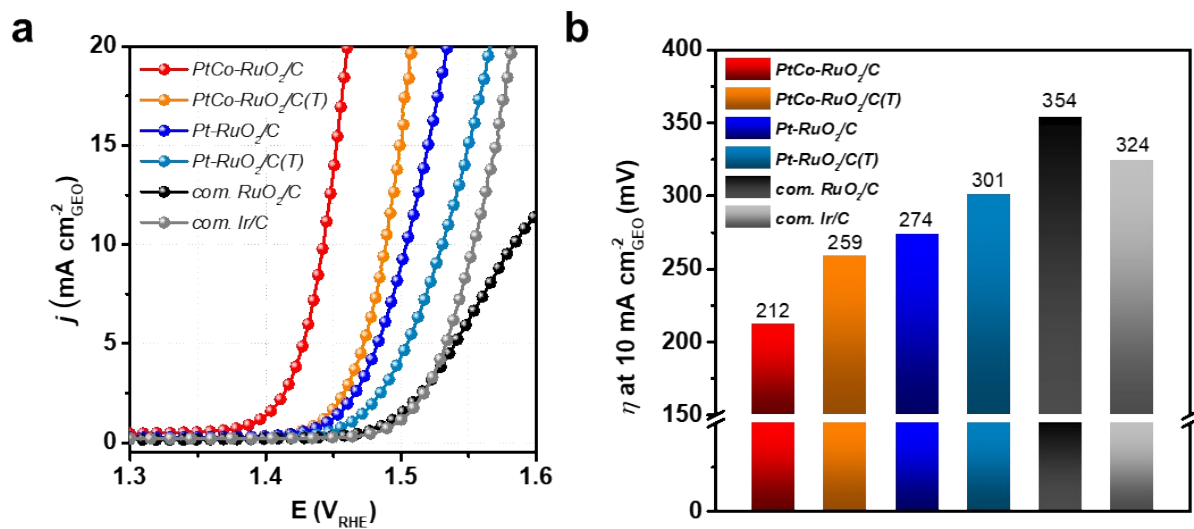 a
20
15
10
5
0
j (mA cm⁻²GEO)
PtCo-RuO₂/C
PtCo-RuO₂/C(T)
Pt-RuO₂/C
Pt-RuO₂/C(T)
com. RuO₂/C
com. Ir/C
1.3 1.4 1.5 1.6
E (VRHE)
b
400
350
300
250
200
150
0
η at 10 mA cm⁻²GEO (mV)
PtCo-RuO₂/C
PtCo-RuO₂/C(T)
Pt-RuO₂/C
Pt-RuO₂/C(T)
com. RuO₂/C
com. Ir/C
212 259 274 301 354 324